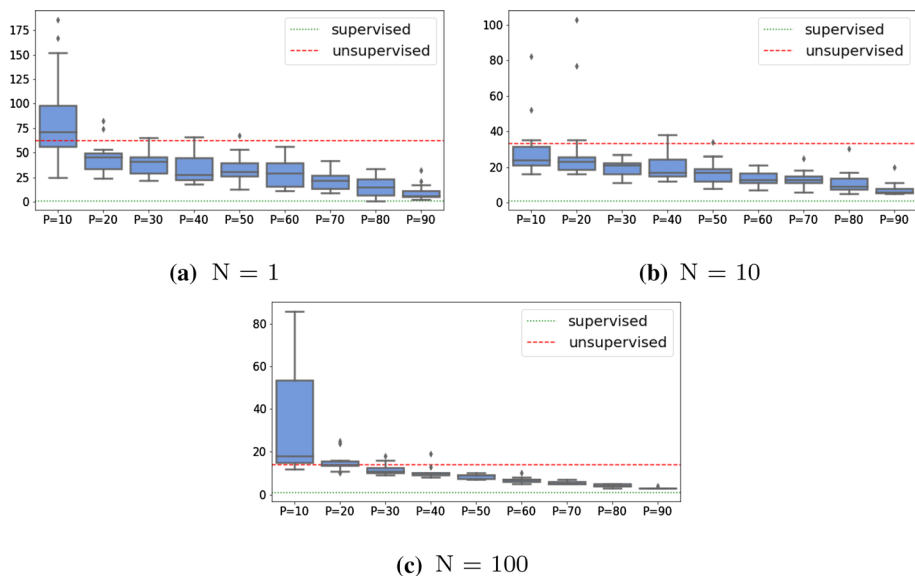 175
150
125
100
75
50
25
0
supervised
unsupervised
P=10 P=20 P=30 P=40 P=50 P=60 P=70 P=80 P=90
(a) N = 1
100
80
60
40
20
0
supervised
unsupervised
P=10 P=20 P=30 P=40 P=50 P=60 P=70 P=80 P=90
(b) N = 10
80
60
40
20
0
supervised
unsupervised
P=10 P=20 P=30 P=40 P=50 P=60 P=70 P=80 P=90
(c) N = 100